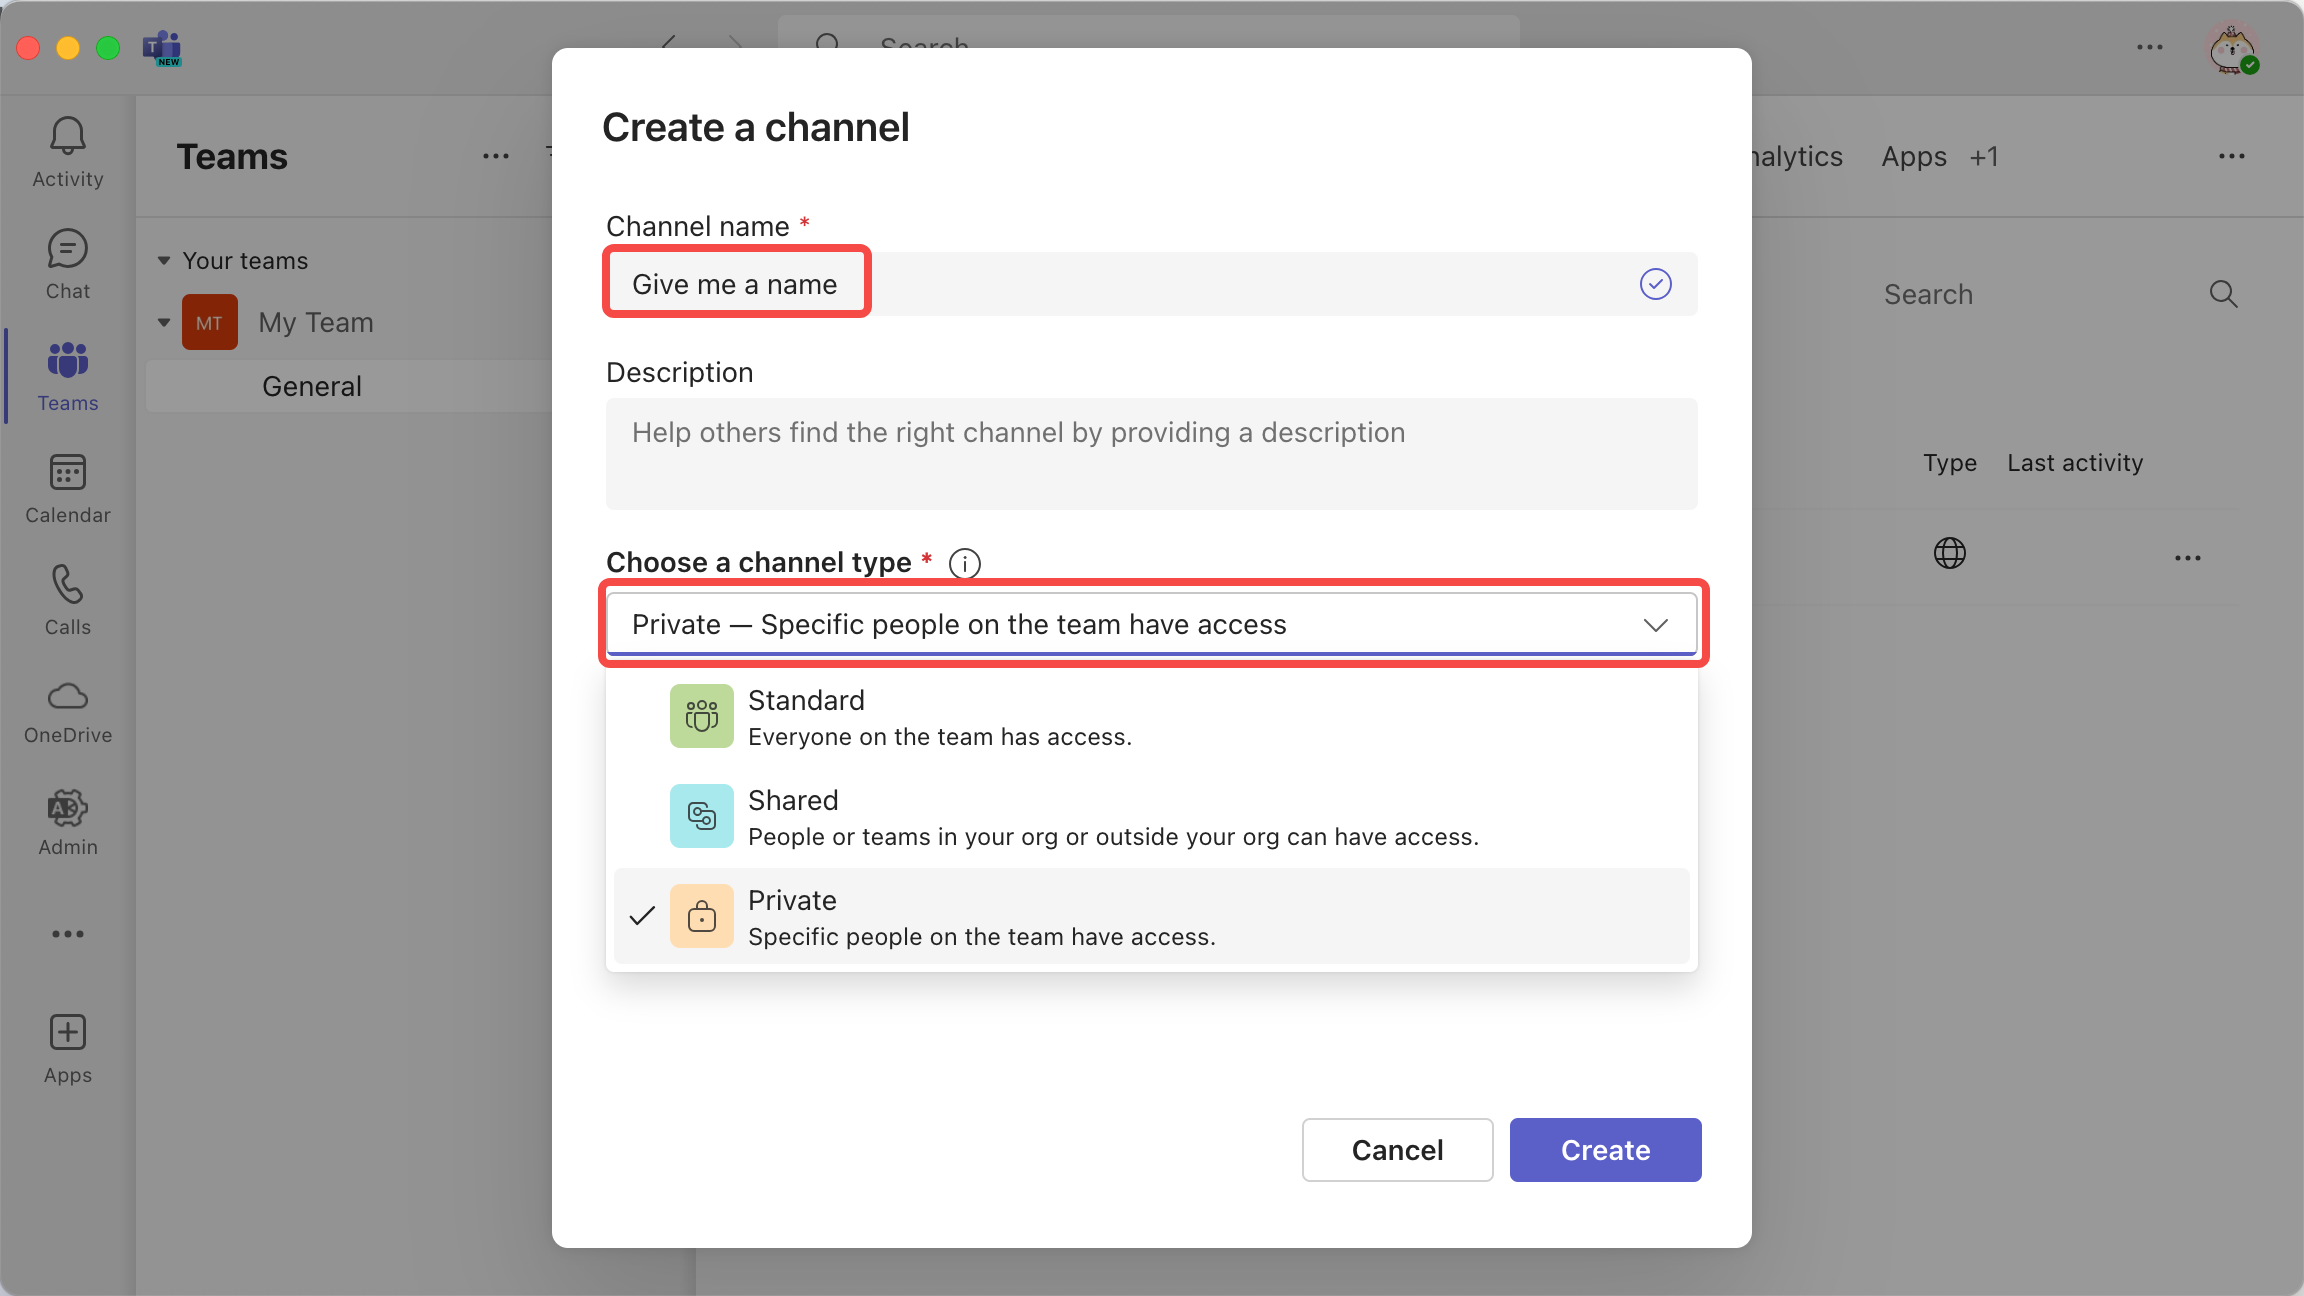 T
NEW
Search
Activity
Chat
Teams
Calendar
Calls
OneDrive
Admin
Apps
Teams
Your teams
MT
My Team
General
Create a channel
Channel name *
Give me a name
Description
Help others find the right channel by providing a description
Choose a channel type *
Private — Specific people on the team have access
Standard
Everyone on the team has access.
Shared
People or teams in your org or outside your org can have access.
Private
Specific people on the team have access.
Cancel
Create
Apps +1
Search
Type Last activity